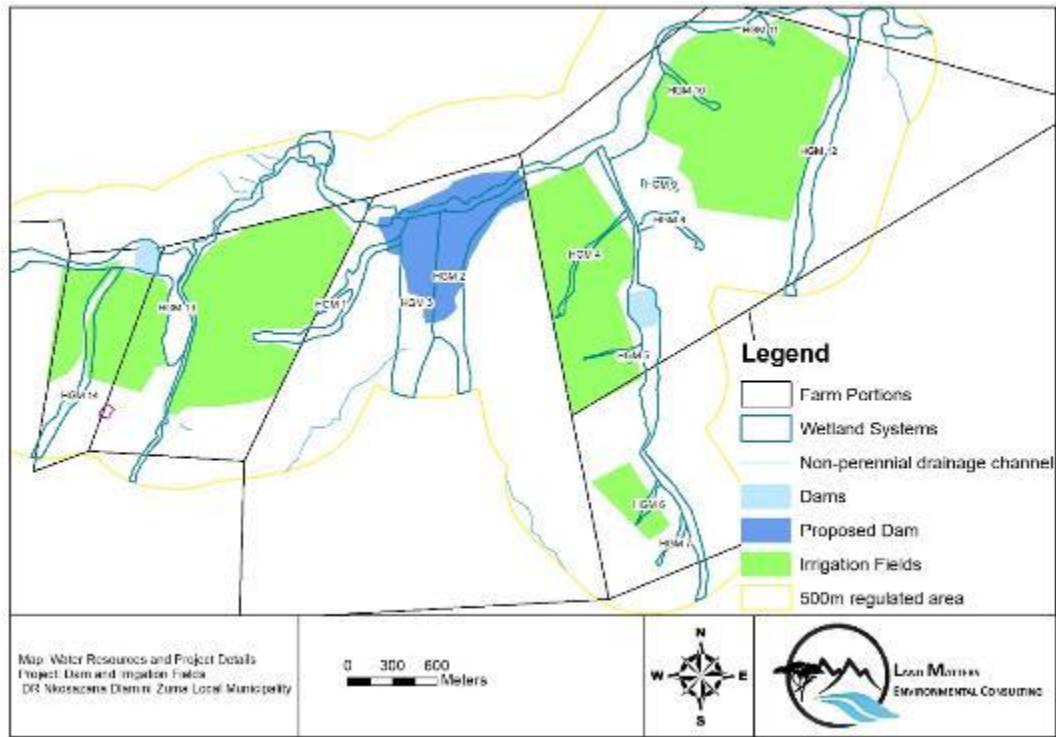 HGM 11
HGM 10
HGM 12
HGM 9
HGM 8
HGM 4
HGM 2
HGM 3
HGM 1
HGM 13
HGM 5
HGM 14
HGM 6
HGM 7
Legend
Farm Portions
Wetland Systems
Non-perennial drainage channel
Dams
Proposed Dam
Irrigation Fields
500m regulated area
Map: Water Resources and Project Details
Project: Dam and Irrigation Fields
DR Nkosazana Dlamini Zuma Local Municipality
0 300 600
Meters
N
W E
S
LAND MATTERS
ENVIRONMENTAL CONSULTING